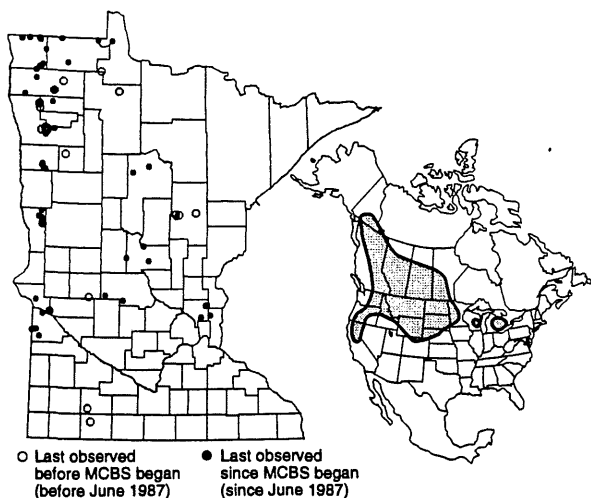 ○ Last observed
before MCBS began
(before June 1987)
● Last observed
since MCBS began
(since June 1987)